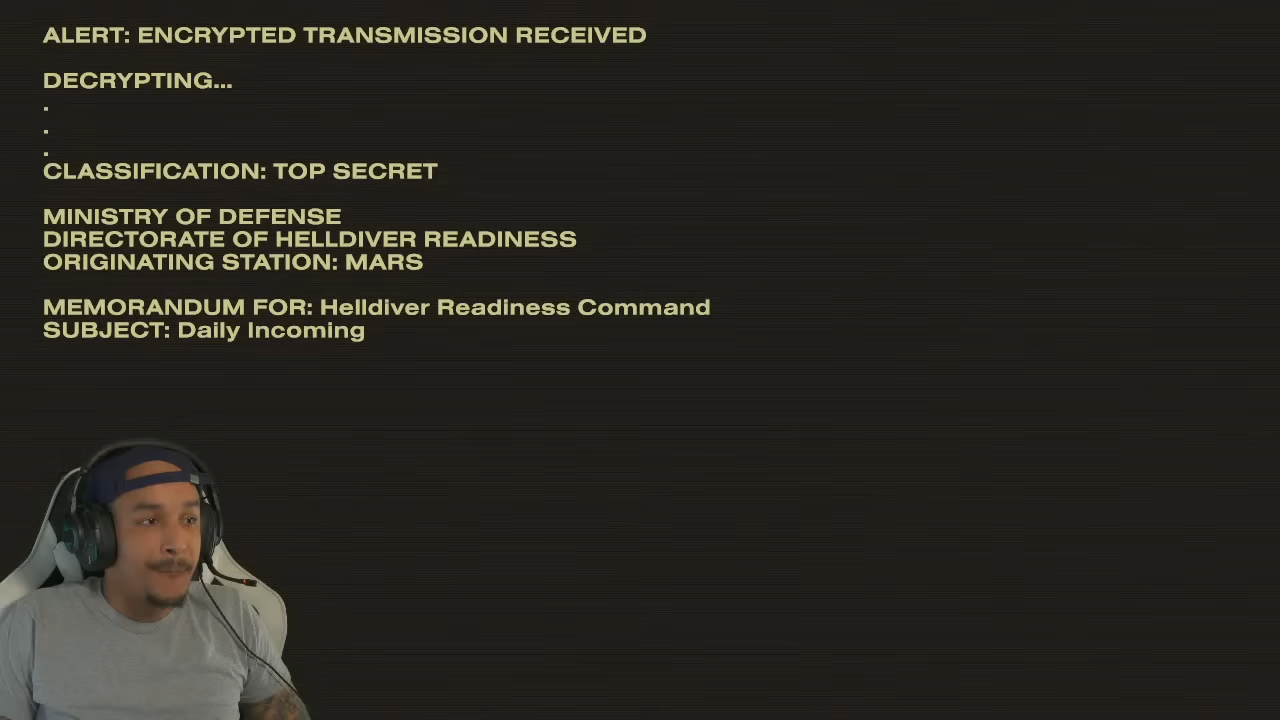 ALERT: ENCRYPTED TRANSMISSION RECEIVED
DECRYPTING...
.
.
.
CLASSIFICATION: TOP SECRET
MINISTRY OF DEFENSE
DIRECTORATE OF HELLDIVER READINESS
ORIGINATING STATION: MARS
MEMORANDUM FOR: Helldiver Readiness Command
SUBJECT: Daily Incoming